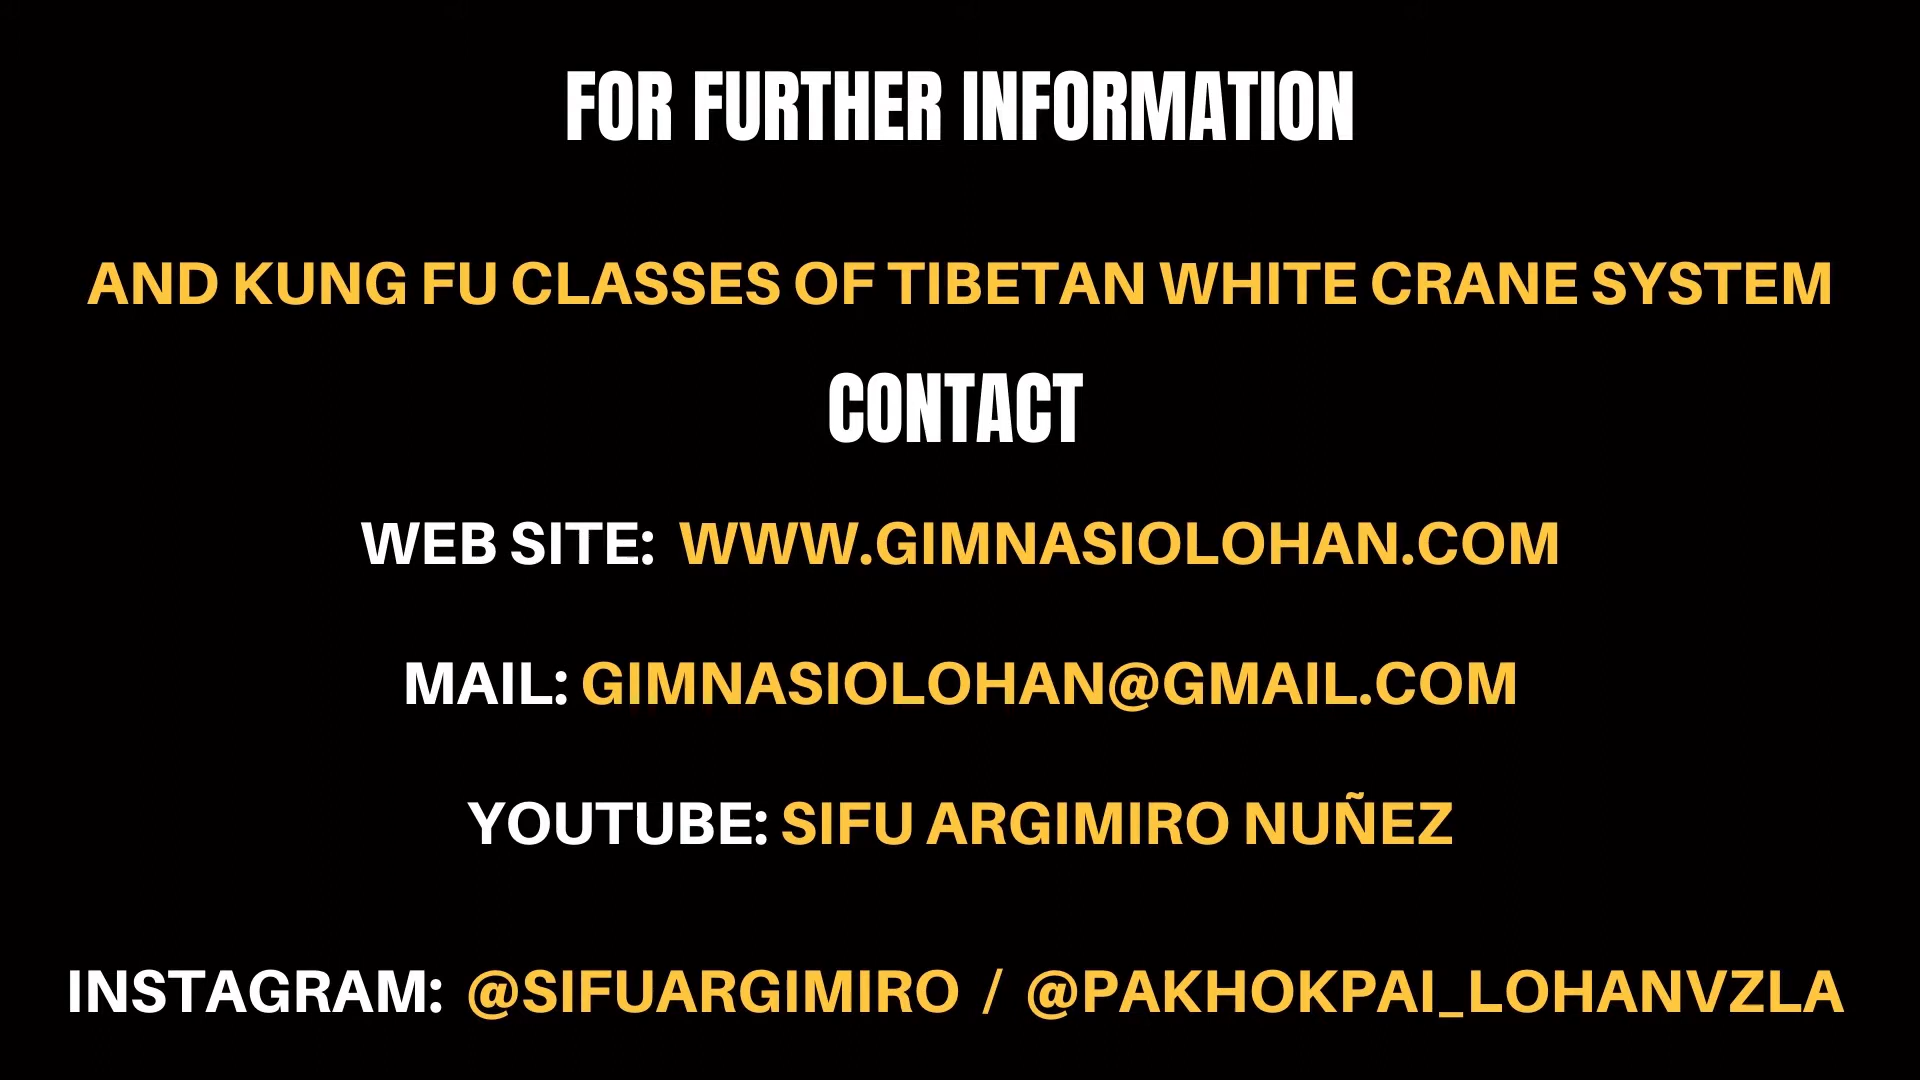 FOR FURTHER INFORMATION
AND KUNG FU CLASSES OF TIBETAN WHITE CRANE SYSTEM
CONTACT
WEB SITE: WWW.GIMNASIOLOHAN.COM
MAIL: GIMNASIOLOHAN@GMAIL.COM
YOUTUBE: SIFU ARGIMIRO NUÑEZ
INSTAGRAM: @SIFUARGIMIRO / @PAKHOKPAI_LOHANVZLA